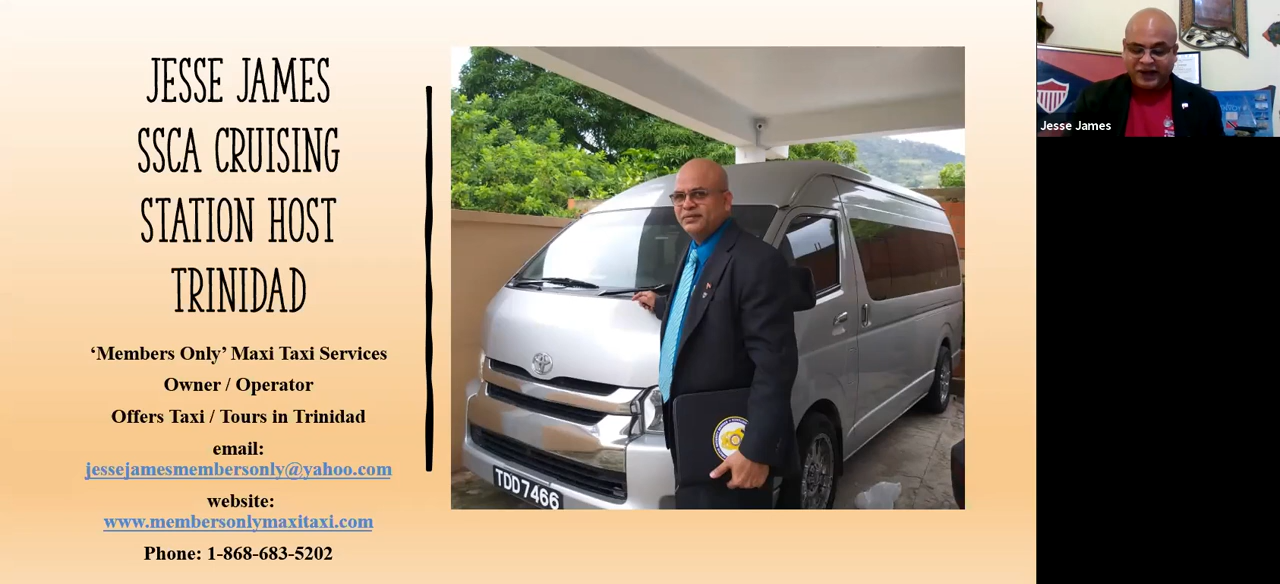 JESSE JAMES
SSCA CRUISING
STATION HOST
TRINIDAD
‘Members Only’ Maxi Taxi Services
Owner / Operator
Offers Taxi / Tours in Trinidad
email:
jessejamesmembersonly@yahoo.com
website:
www.membersonlymaxitaxi.com
Phone: 1-868-683-5202
TDD 7466
Jesse James